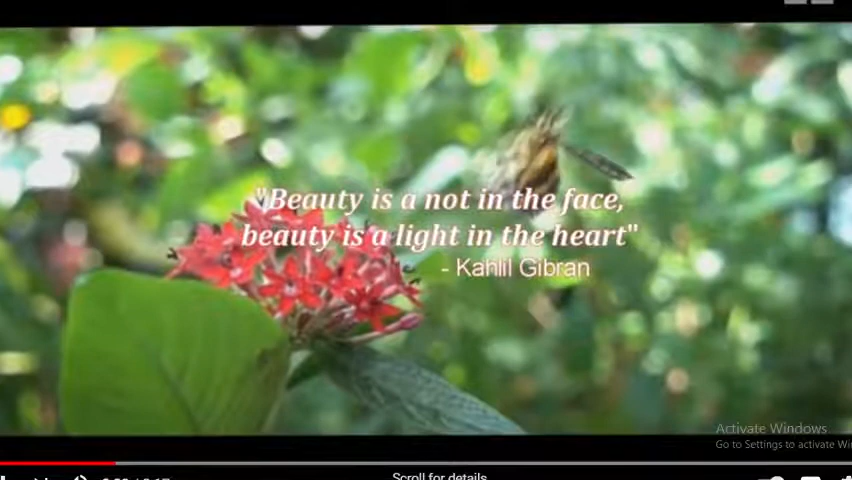 "Beauty is a not in the face,
beauty is a light in the heart"
- Kahlil Gibran
Activate Windows
Go to Settings to activate Wi
Scroll for details